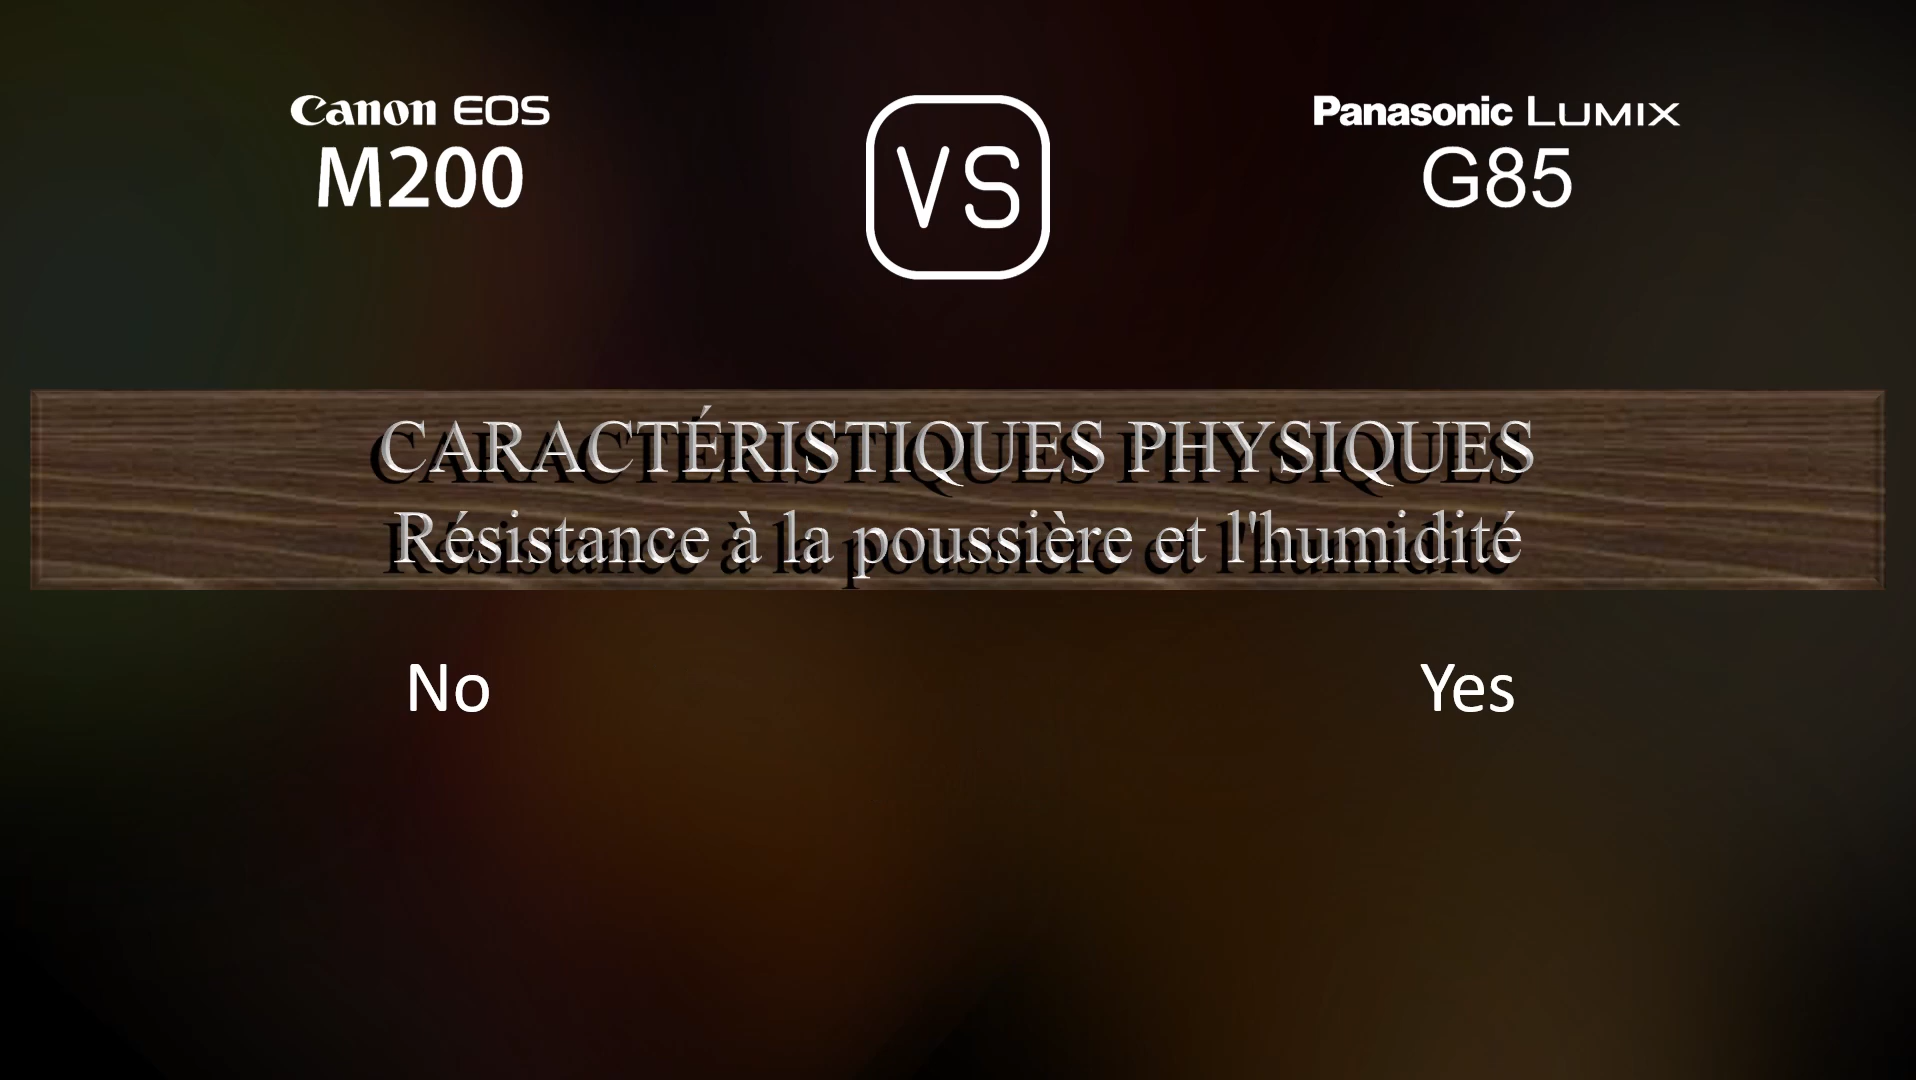 Canon EOS
M200
VS
Panasonic LUMIX
G85
CARACTÉRISTIQUES PHYSIQUES
Résistance à la poussière et l'humidité
No
Yes